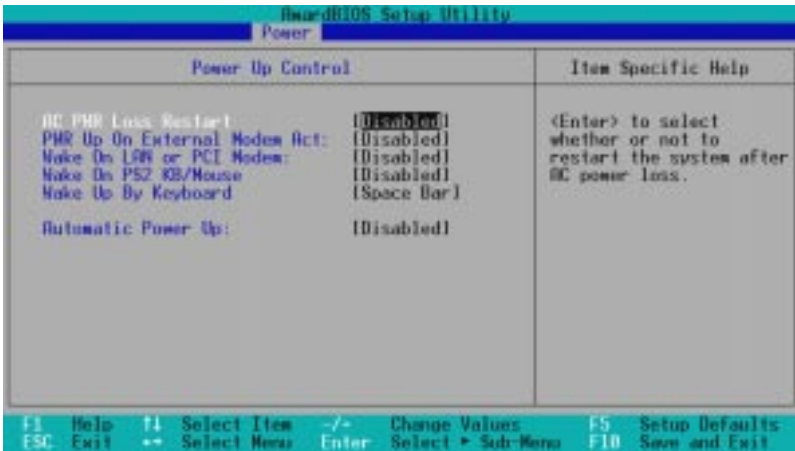 AwardBIOS Setup Utility
Power
Power Up Control
Item Specific Help
AC PWR Loss Restart [Disabled]
PWR Up On External Modem Act: [Disabled]
Wake On LAN or PCI Modem: [Disabled]
Wake On PS2 KB/Mouse [Disabled]
Wake Up By Keyboard [Space Bar]
Automatic Power Up: [Disabled]
<Enter> to select
whether or not to
restart the system after
AC power loss.
F1 Help ↑↓ Select Item -/+ Change Values F5 Setup Defaults
ESC Exit ←→ Select Menu Enter Select ► Sub-Menu F10 Save and Exit